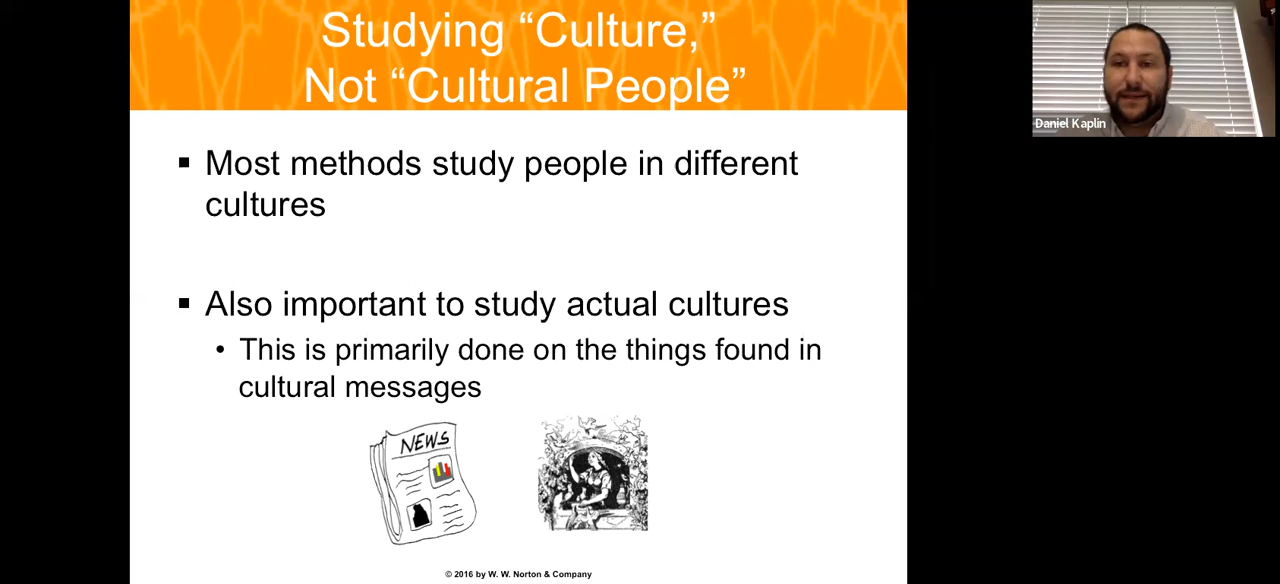 Studying “Culture,”
Not “Cultural People”
Daniel Kaplin
▪ Most methods study people in different
cultures
▪ Also important to study actual cultures
• This is primarily done on the things found in
cultural messages
NEWS
© 2016 by W. W. Norton & Company